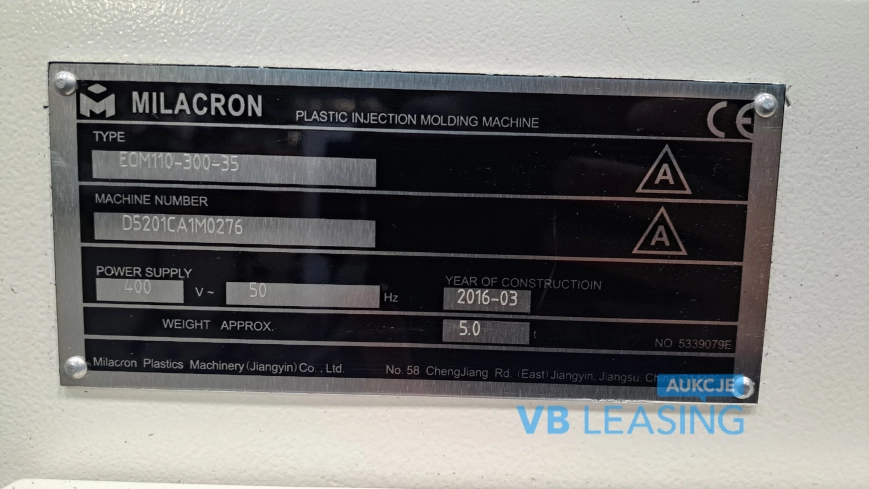 MILACRON
PLASTIC INJECTION MOLDING MACHINE
CE
TYPE
EOM110-300-35
A
MACHINE NUMBER
D5201CA1M0276
A
POWER SUPPLY
400 V~ 50 Hz
YEAR OF CONSTRUCTIOIN
2016-03
WEIGHT APPROX.
5.0 t
NO 5339079E
Milacron Plastics Machinery(Jiangyin)Co., Ltd.
No.58 ChengJiang Rd. (East)Jiangyin, Jiangsu.
AUKCJE
VB LEASING